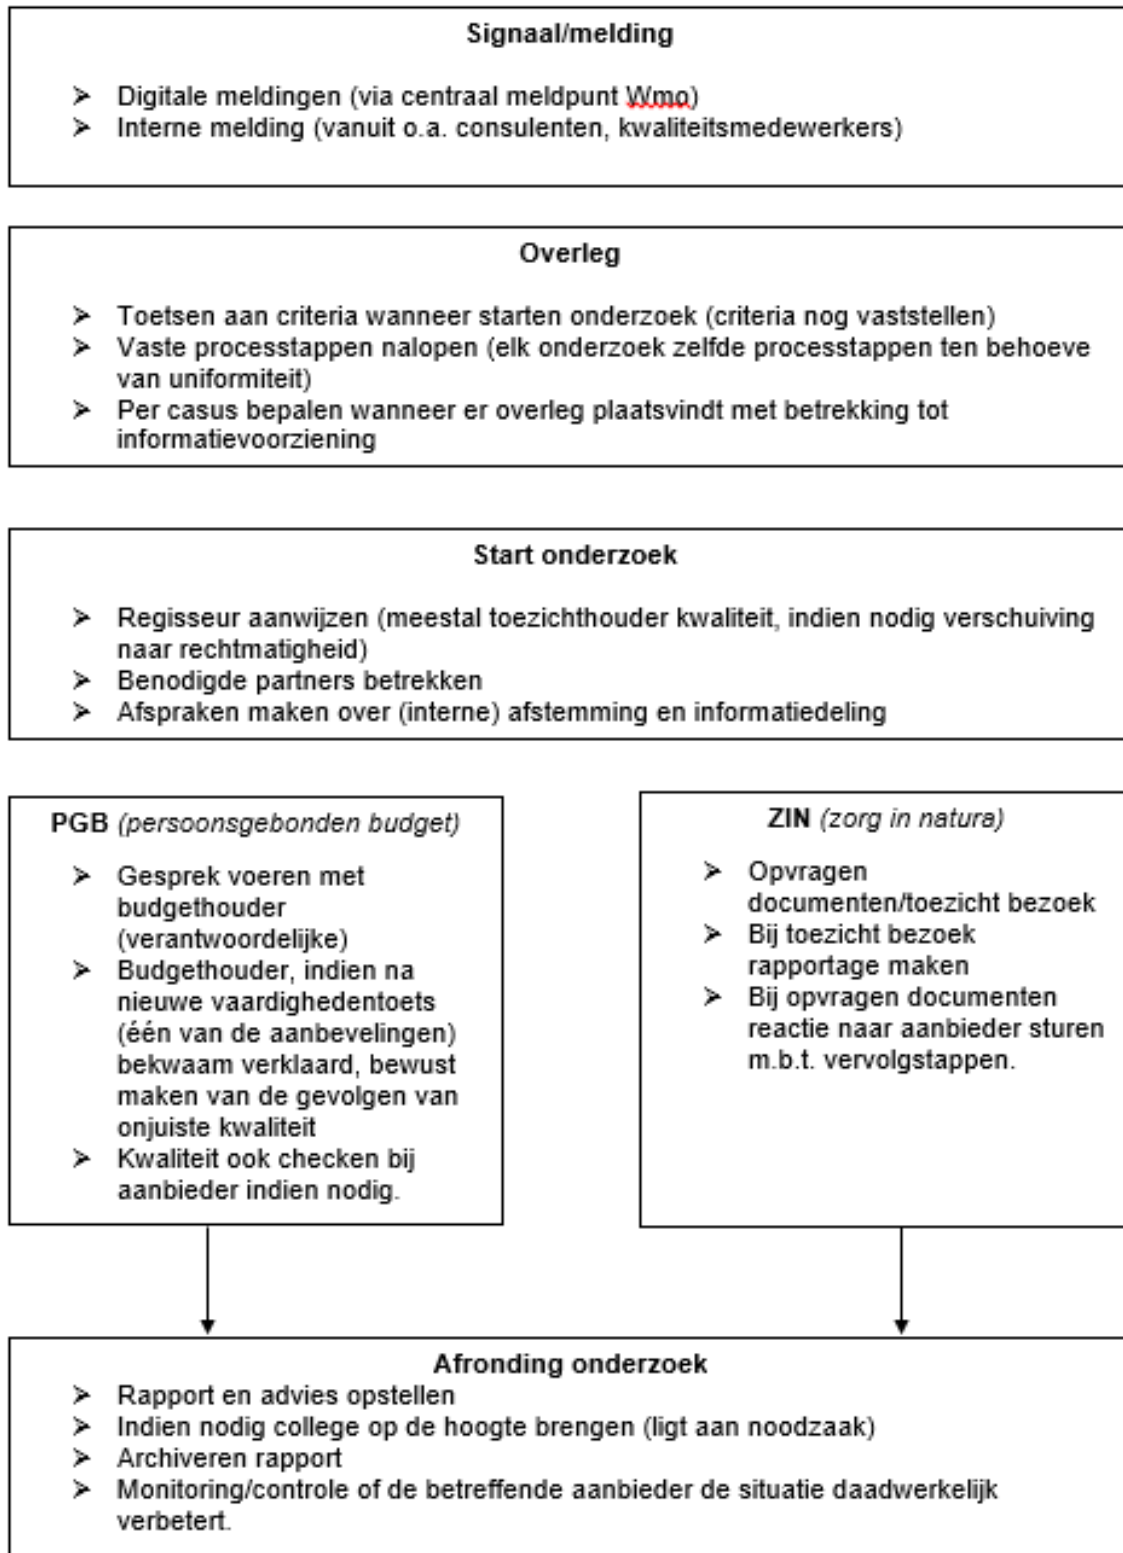 Signaal/melding
➤ Digitale meldingen (via centraal meldpunt Wmo)
➤ Interne melding (vanuit o.a. consulenten, kwaliteitsmedewerkers)
Overleg
➤ Toetsen aan criteria wanneer starten onderzoek (criteria nog vaststellen)
➤ Vaste processtappen nalopen (elk onderzoek zelfde processtappen ten behoeve
van uniformiteit)
➤ Per casus bepalen wanneer er overleg plaatsvindt met betrekking tot
informatievoorziening
Start onderzoek
➤ Regisseur aanwijzen (meestal toezichthouder kwaliteit, indien nodig verschuiving
naar rechtmatigheid)
➤ Benodigde partners betrekken
➤ Afspraken maken over (interne) afstemming en informatiedeling
PGB (persoonsgebonden budget)
➤ Gesprek voeren met
budgethouder
(verantwoordelijke)
➤ Budgethouder, indien na
nieuwe vaardighedentoets
(één van de aanbevelingen)
bekwaam verklaard, bewust
maken van de gevolgen van
onjuiste kwaliteit
➤ Kwaliteit ook checken bij
aanbieder indien nodig.
ZIN (zorg in natura)
➤ Opvragen
documenten/toezicht bezoek
➤ Bij toezicht bezoek
rapportage maken
➤ Bij opvragen documenten
reactie naar aanbieder sturen
m.b.t. vervolgstappen.
Afronding onderzoek
➤ Rapport en advies opstellen
➤ Indien nodig college op de hoogte brengen (ligt aan noodzaak)
➤ Archiveren rapport
➤ Monitoring/controle of de betreffende aanbieder de situatie daadwerkelijk
verbetert.